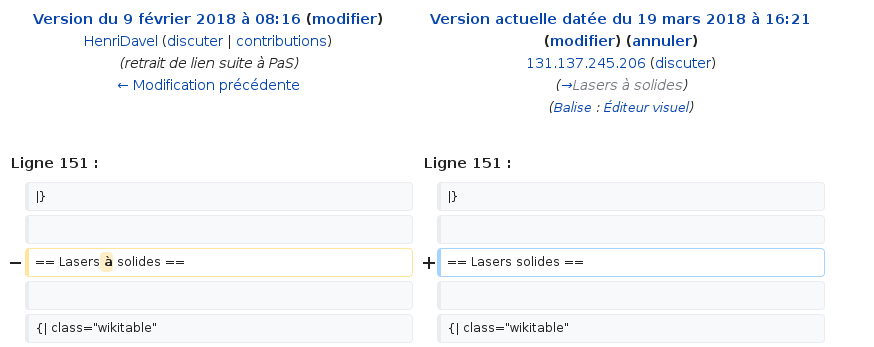 Version du 9 février 2018 à 08:16 (modifier)
HenriDavel (discuter | contributions)
(retrait de lien suite à PaS)
← Modification précédente
Version actuelle datée du 19 mars 2018 à 16:21
(modifier) (annuler)
131.137.245.206 (discuter)
(→Lasers à solides)
(Balise : Éditeur visuel)
Ligne 151 :
Ligne 151 :
|}
|}
− == Lasers à solides ==
+ == Lasers solides ==
{| class="wikitable"
{| class="wikitable"